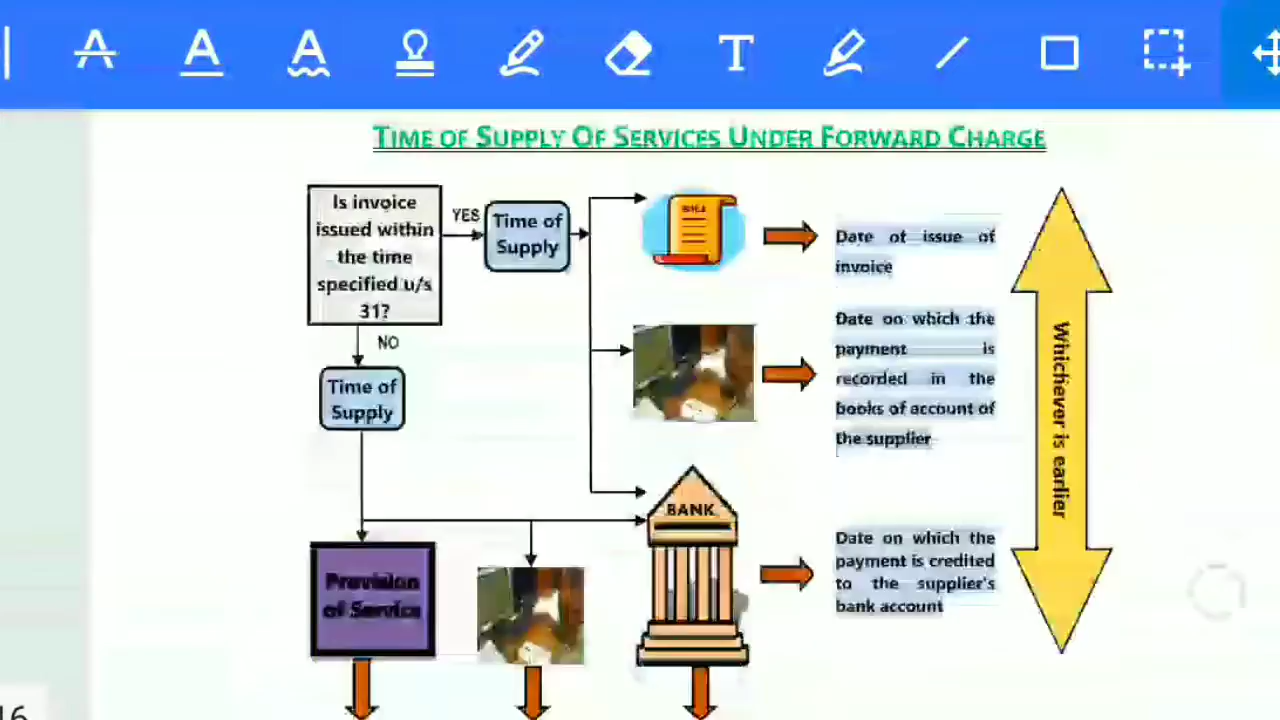 TIME OF SUPPLY OF SERVICES UNDER FORWARD CHARGE
Is invoice
issued within
the time
specified u/s
31?
YES
Time of
Supply
BILL
Date of issue of
invoice
NO
Time of
Supply
Date on which the
payment is
recorded in the
books of account of
the supplier
Whichever is earlier
BANK
Date on which the
payment is credited
to the supplier's
bank account
Provision
of Service
16